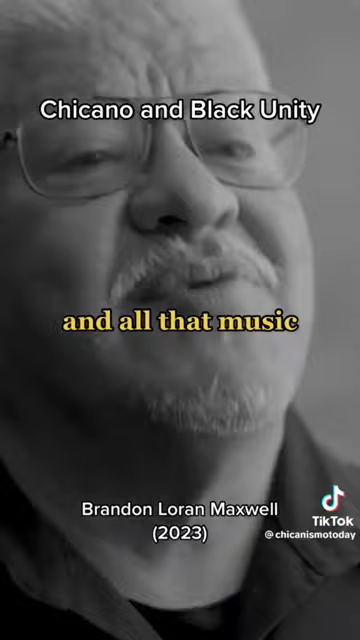 Chicano and Black Unity
and all that music
Brandon Loran Maxwell
(2023)
TikTok
@chicanismotoday